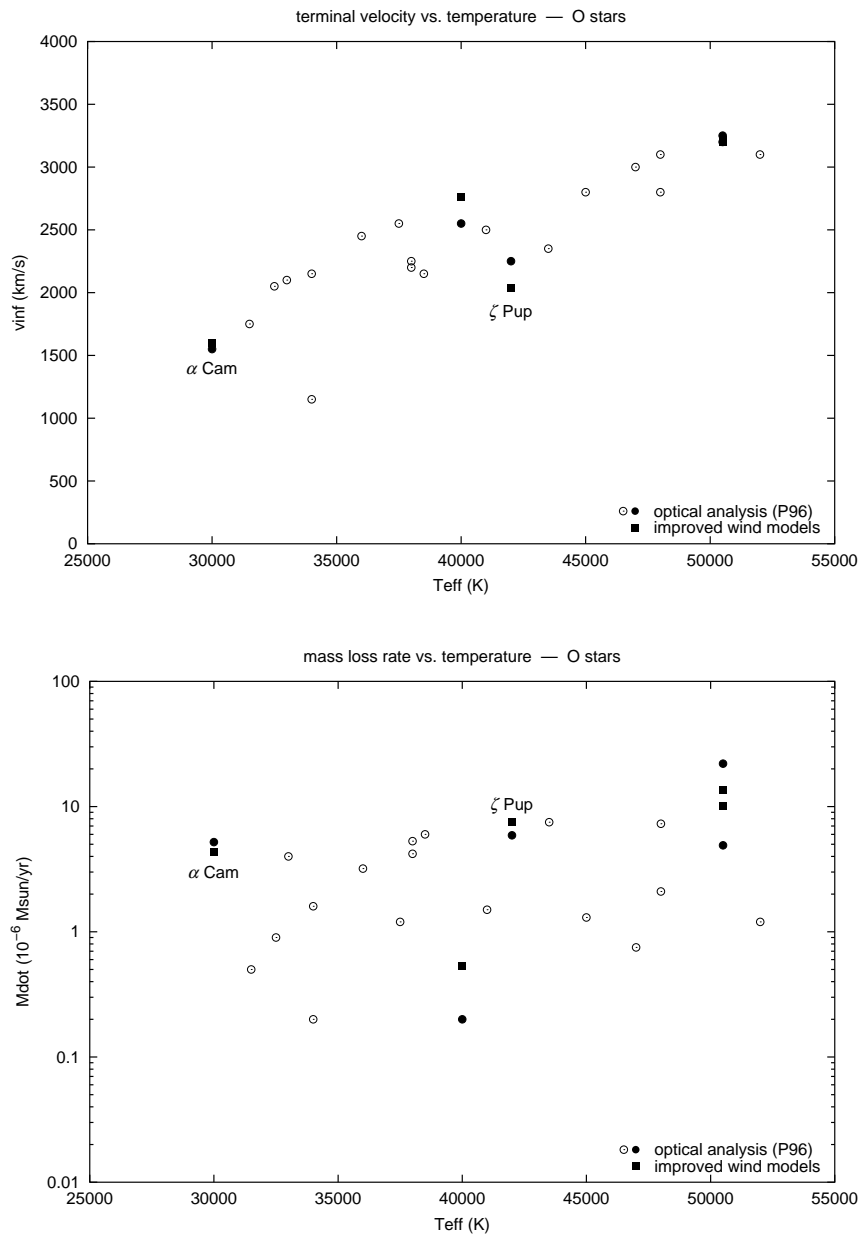 terminal velocity vs. temperature — O stars
4000
3500
3000
2500
2000
1500
1000
500
0
vinf (km/s)
ζ Pup
α Cam
optical analysis (P96)
improved wind models
25000 30000 35000 40000 45000 50000 55000
Teff (K)
mass loss rate vs. temperature — O stars
100
10
1
0.1
0.01
Mdot (10⁻⁶ Msun/yr)
ζ Pup
α Cam
optical analysis (P96)
improved wind models
25000 30000 35000 40000 45000 50000 55000
Teff (K)